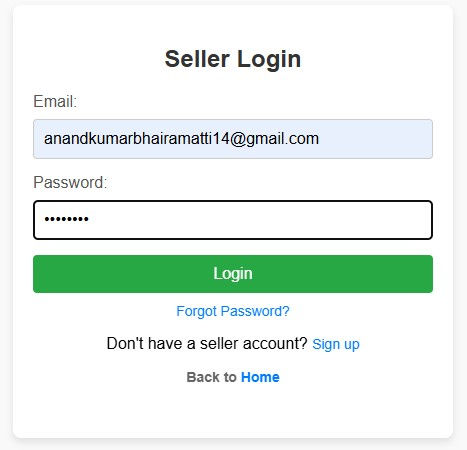 Seller Login
Email:
anandkumarbhairamatti14@gmail.com
Password:
••••••••
Login
Forgot Password?
Don't have a seller account? Sign up
Back to Home